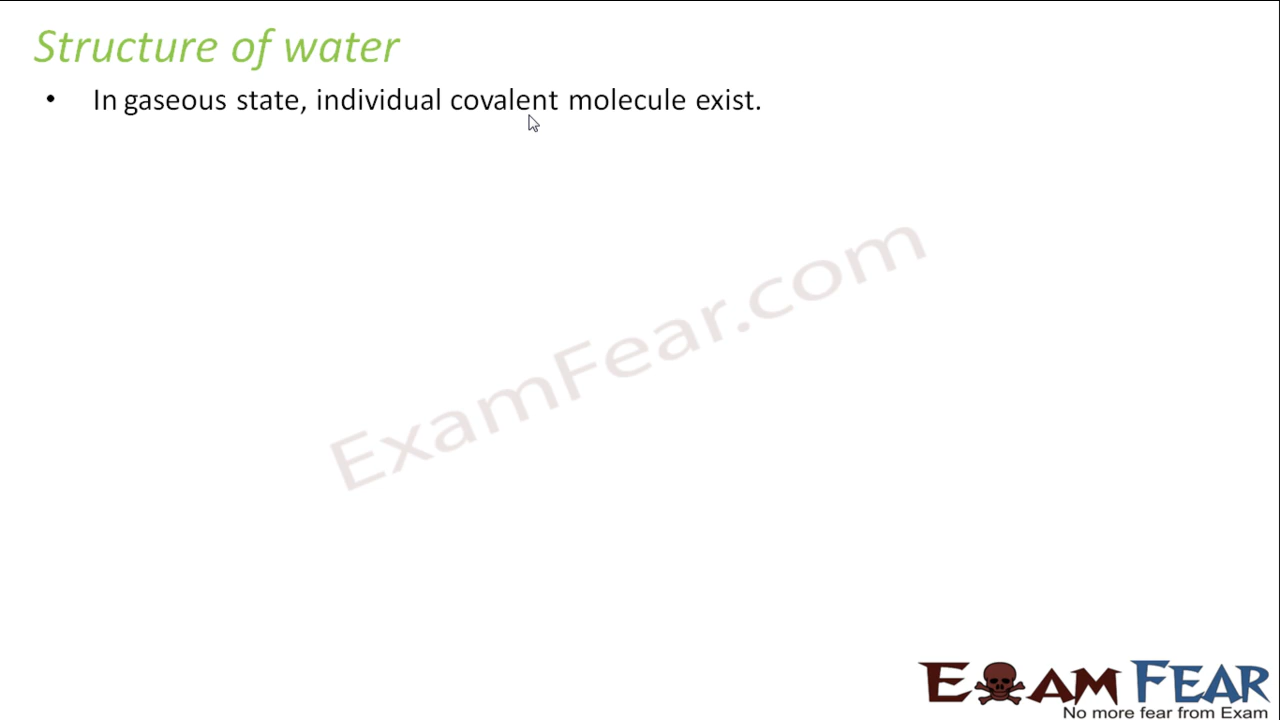 Structure of water
• In gaseous state, individual covalent molecule exist.
ExamFear.com
EXAM FEAR
No more fear from Exam